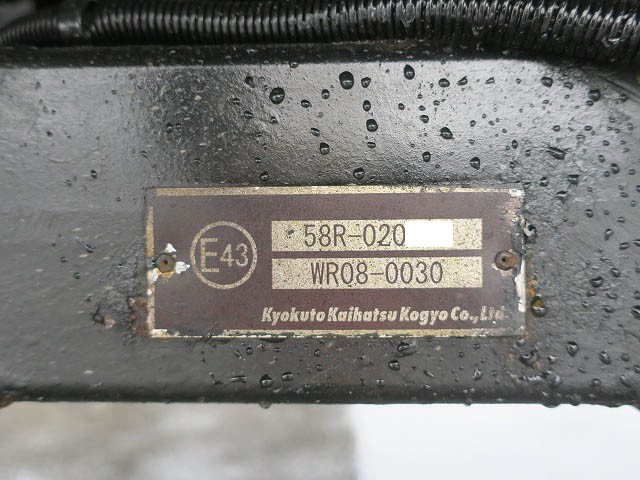 E43
58R-020
WR08-0030
Kyokuto Kaihatsu Kogyo Co., Ltd.